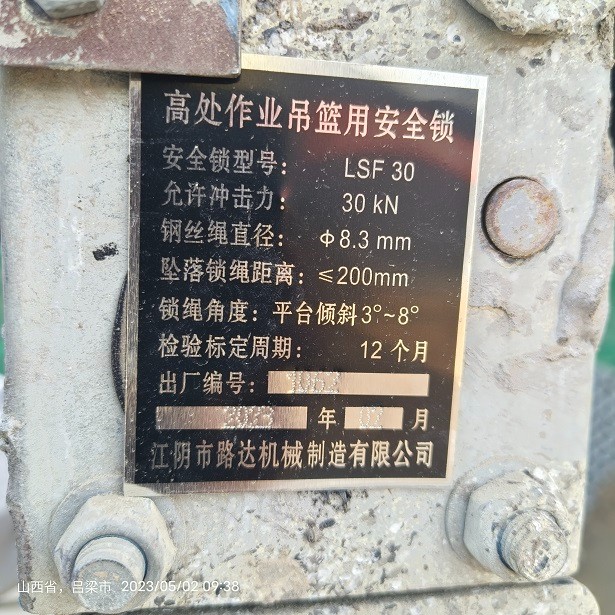 高处作业吊篮用安全锁
安全锁型号： LSF 30
允许冲击力： 30 kN
钢丝绳直径： Φ8.3 mm
坠落锁绳距离：≤200mm
锁绳角度：平台倾斜3°~8°
检验标定周期： 12 个月
出厂编号：
年 月
江阴市路达机械制造有限公司
山西省，吕梁市 2023/05/02 09:38